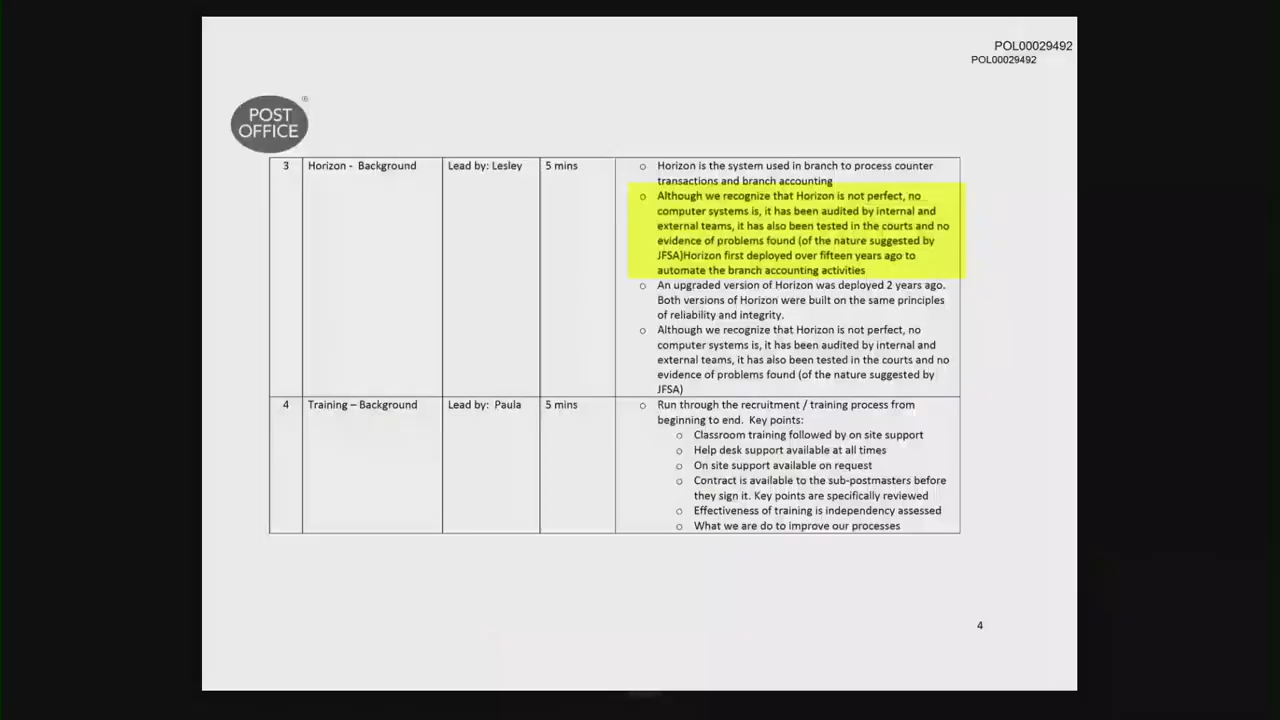 POL00029492
POL00029492
POST
OFFICE
®
3 Horizon - Background Lead by: Lesley 5 mins
o Horizon is the system used in branch to process counter
transactions and branch accounting
o Although we recognize that Horizon is not perfect, no
computer systems is, it has been audited by internal and
external teams, it has also been tested in the courts and no
evidence of problems found (of the nature suggested by
JFSA)Horizon first deployed over fifteen years ago to
automate the branch accounting activities
o An upgraded version of Horizon was deployed 2 years ago.
Both versions of Horizon were built on the same principles
of reliability and integrity.
o Although we recognize that Horizon is not perfect, no
computer systems is, it has been audited by internal and
external teams, it has also been tested in the courts and no
evidence of problems found (of the nature suggested by
JFSA)
4 Training – Background Lead by: Paula 5 mins
o Run through the recruitment / training process from
beginning to end. Key points:
o Classroom training followed by on site support
o Help desk support available at all times
o On site support available on request
o Contract is available to the sub-postmasters before
they sign it. Key points are specifically reviewed
o Effectiveness of training is independency assessed
o What we are do to improve our processes
4